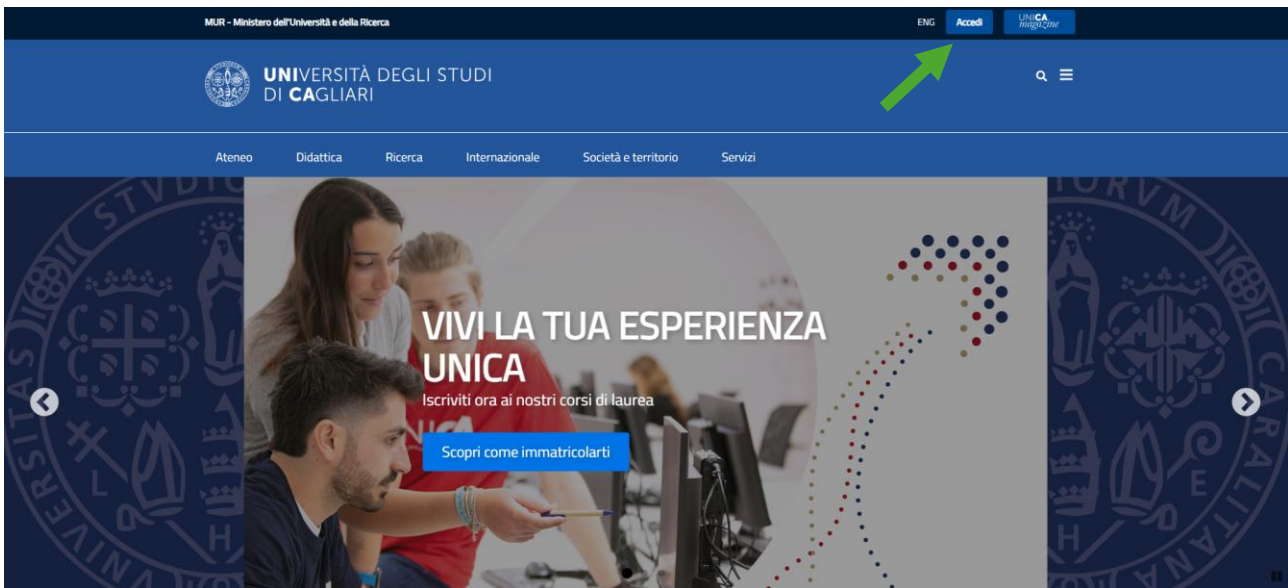 MUR - Ministero dell'Università e della Ricerca
ENG
Accedi
UNICA
magazine
UNIVERSITÀ DEGLI STUDI
DI CAGLIARI
Ateneo
Didattica
Ricerca
Internazionale
Società e territorio
Servizi
VIVI LA TUA ESPERIENZA
UNICA
Iscriviti ora ai nostri corsi di laurea
Scopri come immatricolarti